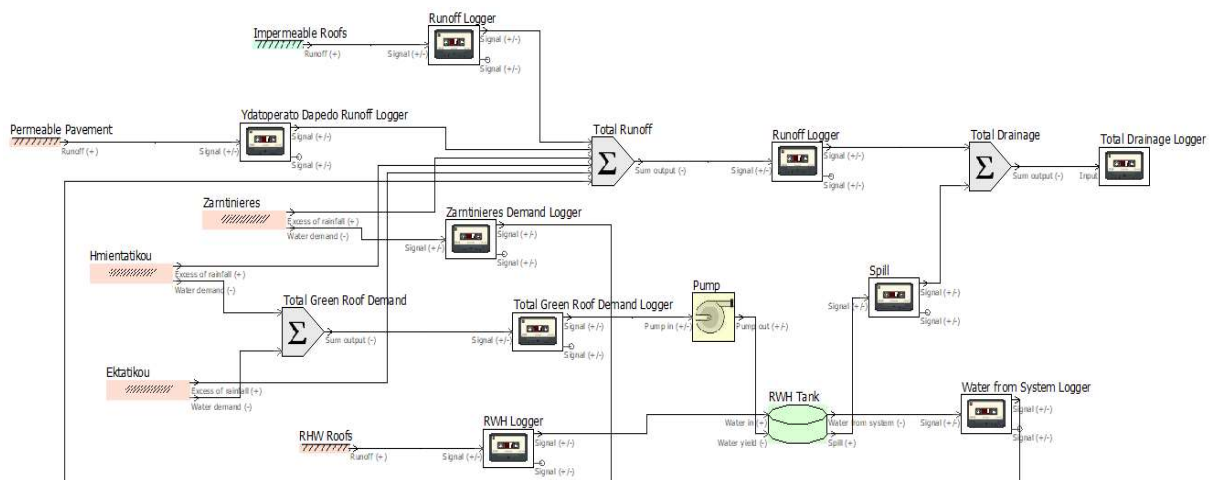 Runoff Logger
Impermeable Roofs
Signal (+/-)
Runoff (+)
Signal (+/-)
Signal (+/-)
Ydatoperato Dapedo Runoff Logger
Permeable Pavement
Total Runoff
Runoff Logger
Total Drainage
Total Drainage Logger
Signal (+/-)
Signal (+/-)
Runoff (+)
Signal (+/-)
Signal (+/-)
Σ
Sum output (-)
Signal (+/-)
Signal (+/-)
Σ
Sum output (-)
Input
Zarntinieres
Excess of rainfall (+)
Water demand (-)
Zarntinieres Demand Logger
Signal (+/-)
Signal (+/-)
Signal (+/-)
Hmientatikou
Excess of rainfall (+)
Water demand (-)
Spill
Signal (+/-)
Signal (+/-)
Signal (+/-)
Pump
Total Green Roof Demand
Total Green Roof Demand Logger
Σ
Sum output (-)
Signal (+/-)
Signal (+/-)
Signal (+/-)
Pump in (+/-)
Pump out (+/-)
Ektatikou
Excess of rainfall (+)
Water demand (-)
RWH Tank
Water from System Logger
Water in (+)
Water from system (-)
Signal (+/-)
Signal (+/-)
Signal (+/-)
Water yield (-)
Spill (+)
RWH Logger
RHW Roofs
Signal (+/-)
Runoff (+)
Signal (+/-)
Signal (+/-)